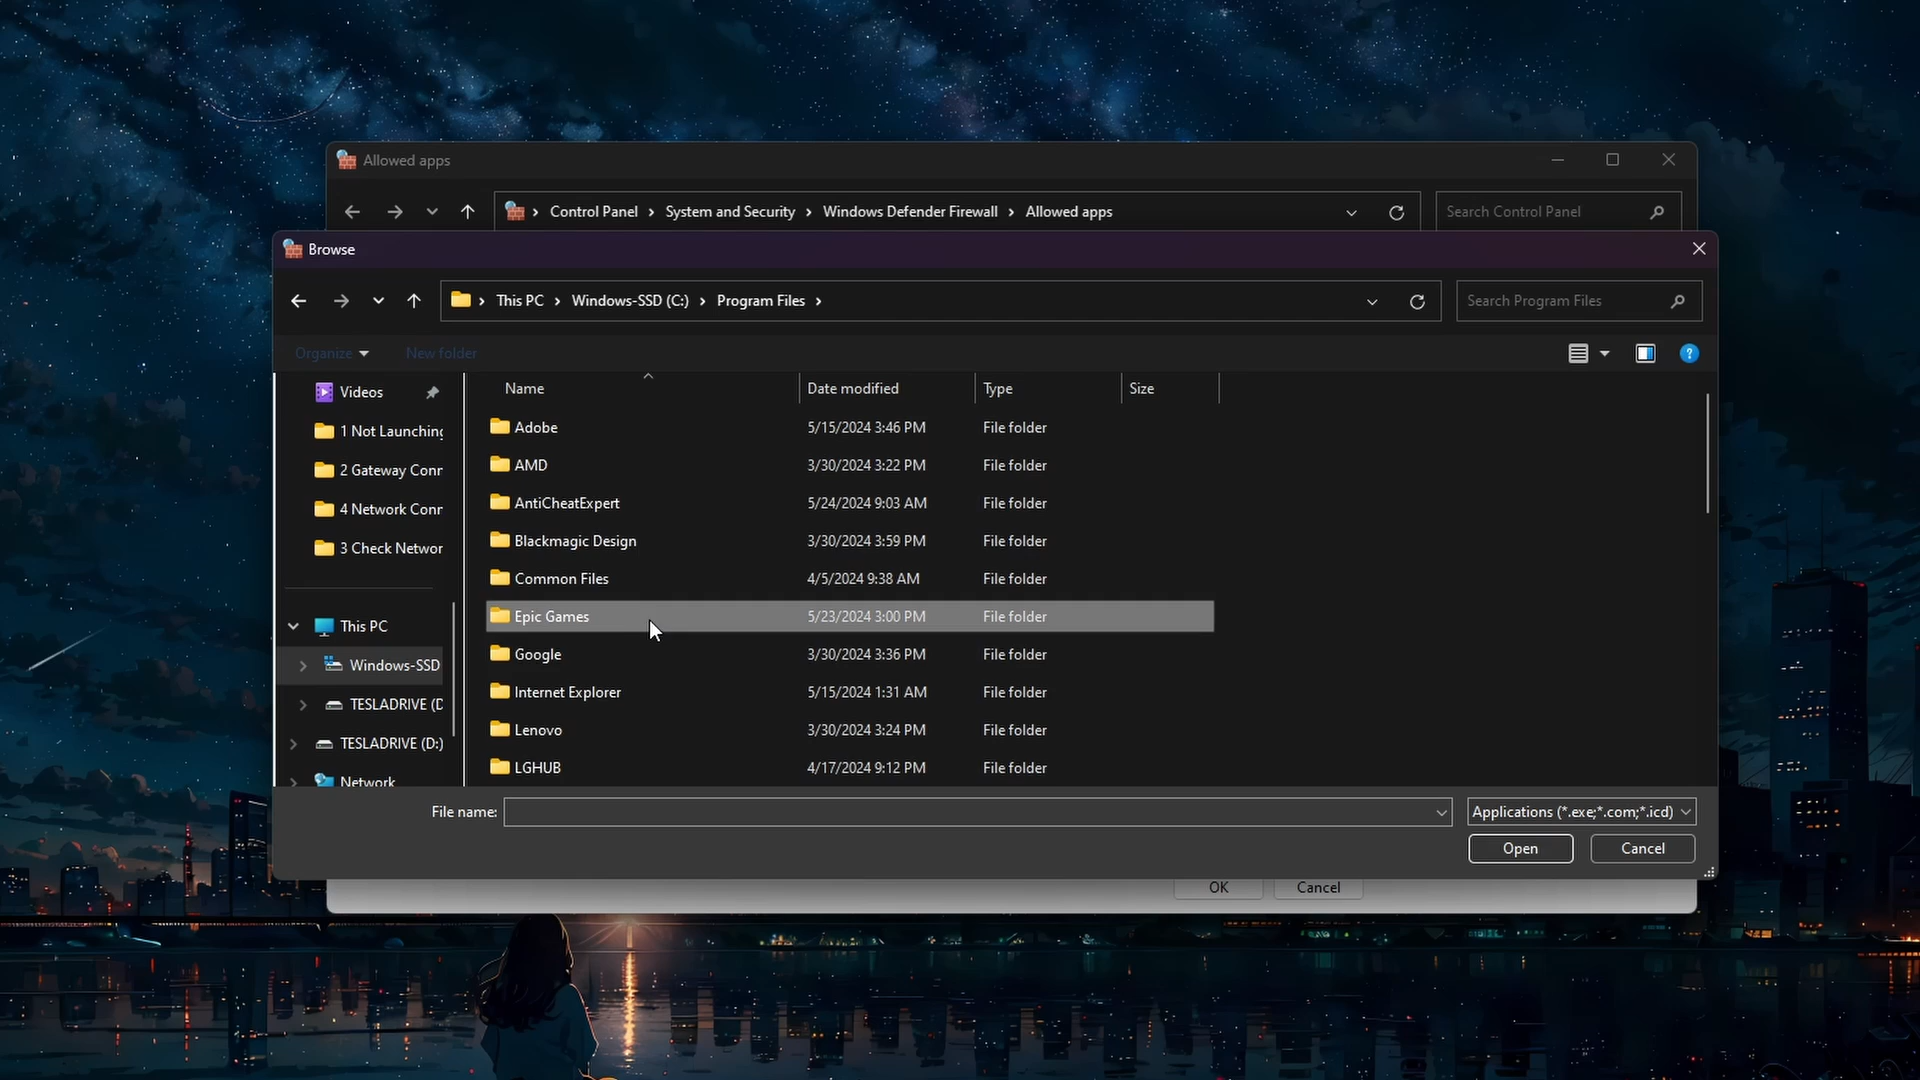 Allowed apps
Control Panel › System and Security › Windows Defender Firewall › Allowed apps
Search Control Panel
Browse
This PC › Windows-SSD (C:) › Program Files ›
Search Program Files
Organize
New folder
Videos
1 Not Launching
2 Gateway Conn
4 Network Conn
3 Check Networ
This PC
Windows-SSD
TESLADRIVE (D
TESLADRIVE (D:)
Network
Name Date modified Type Size
Adobe 5/15/2024 3:46 PM File folder
AMD 3/30/2024 3:22 PM File folder
AntiCheatExpert 5/24/2024 9:03 AM File folder
Blackmagic Design 3/30/2024 3:59 PM File folder
Common Files 4/5/2024 9:38 AM File folder
Epic Games 5/23/2024 3:00 PM File folder
Google 3/30/2024 3:36 PM File folder
Internet Explorer 5/15/2024 1:31 AM File folder
Lenovo 3/30/2024 3:24 PM File folder
LGHUB 4/17/2024 9:12 PM File folder
File name:
Applications (*.exe;*.com;*.icd)
Open Cancel
OK Cancel